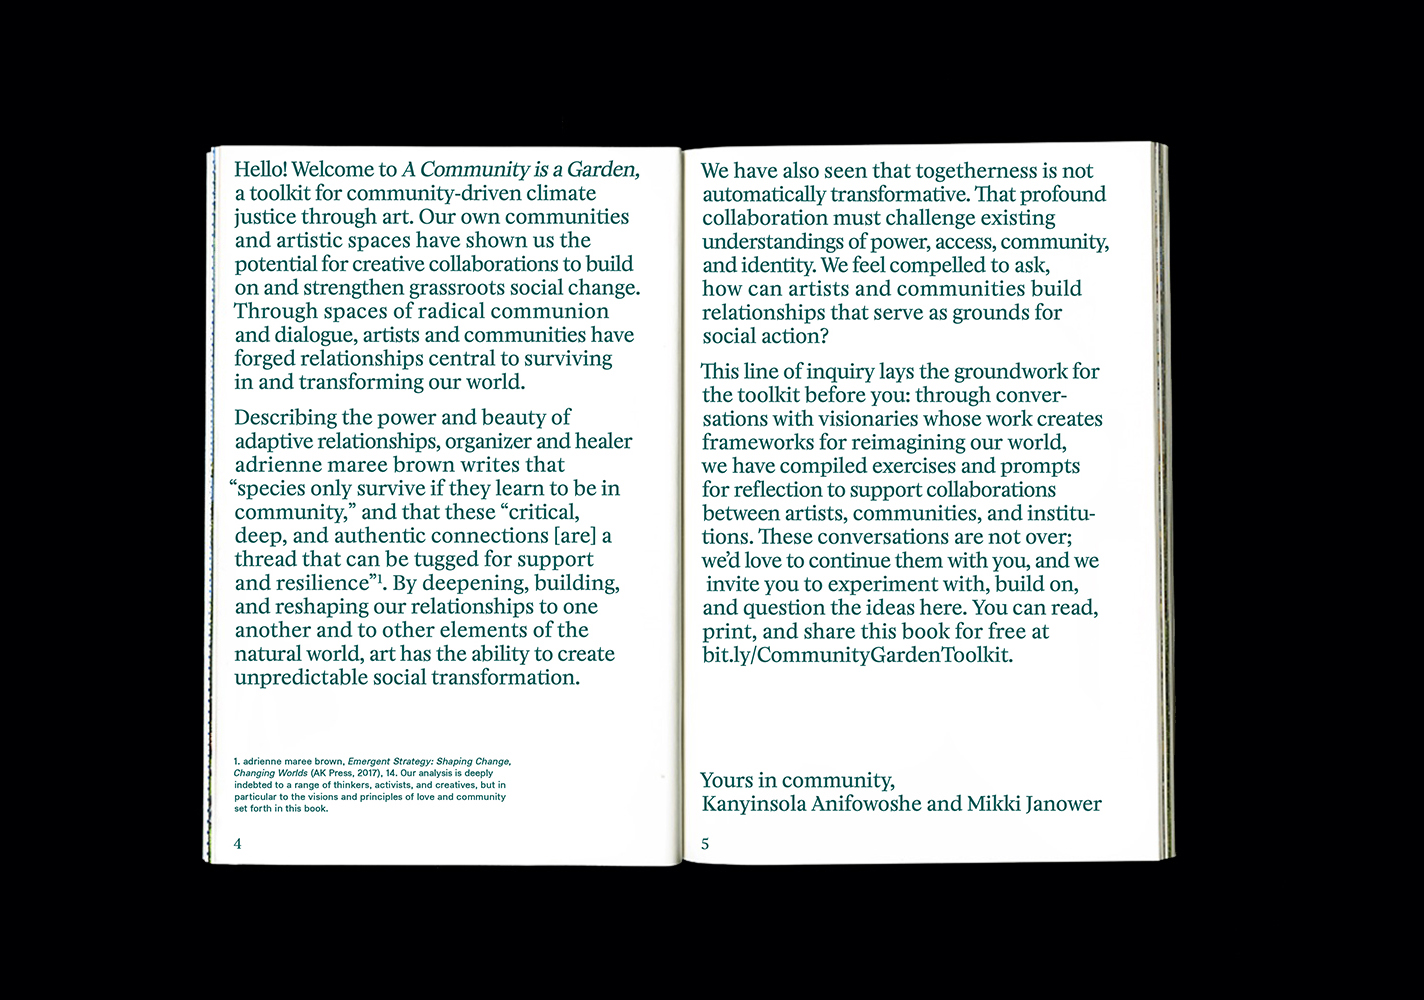 Hello! Welcome to A Community is a Garden,
a toolkit for community-driven climate
justice through art. Our own communities
and artistic spaces have shown us the
potential for creative collaborations to build
on and strengthen grassroots social change.
Through spaces of radical communion
and dialogue, artists and communities have
forged relationships central to surviving
in and transforming our world.
Describing the power and beauty of
adaptive relationships, organizer and healer
adrienne maree brown writes that
“species only survive if they learn to be in
community,” and that these “critical,
deep, and authentic connections [are] a
thread that can be tugged for support
and resilience”¹. By deepening, building,
and reshaping our relationships to one
another and to other elements of the
natural world, art has the ability to create
unpredictable social transformation.
1. adrienne maree brown, Emergent Strategy: Shaping Change,
Changing Worlds (AK Press, 2017), 14. Our analysis is deeply
indebted to a range of thinkers, activists, and creatives, but in
particular to the visions and principles of love and community
set forth in this book.
4
We have also seen that togetherness is not
automatically transformative. That profound
collaboration must challenge existing
understandings of power, access, community,
and identity. We feel compelled to ask,
how can artists and communities build
relationships that serve as grounds for
social action?
This line of inquiry lays the groundwork for
the toolkit before you: through conver-
sations with visionaries whose work creates
frameworks for reimagining our world,
we have compiled exercises and prompts
for reflection to support collaborations
between artists, communities, and institu-
tions. These conversations are not over;
we’d love to continue them with you, and we
invite you to experiment with, build on,
and question the ideas here. You can read,
print, and share this book for free at
bit.ly/CommunityGardenToolkit.
Yours in community,
Kanyinsola Anifowoshe and Mikki Janower
5